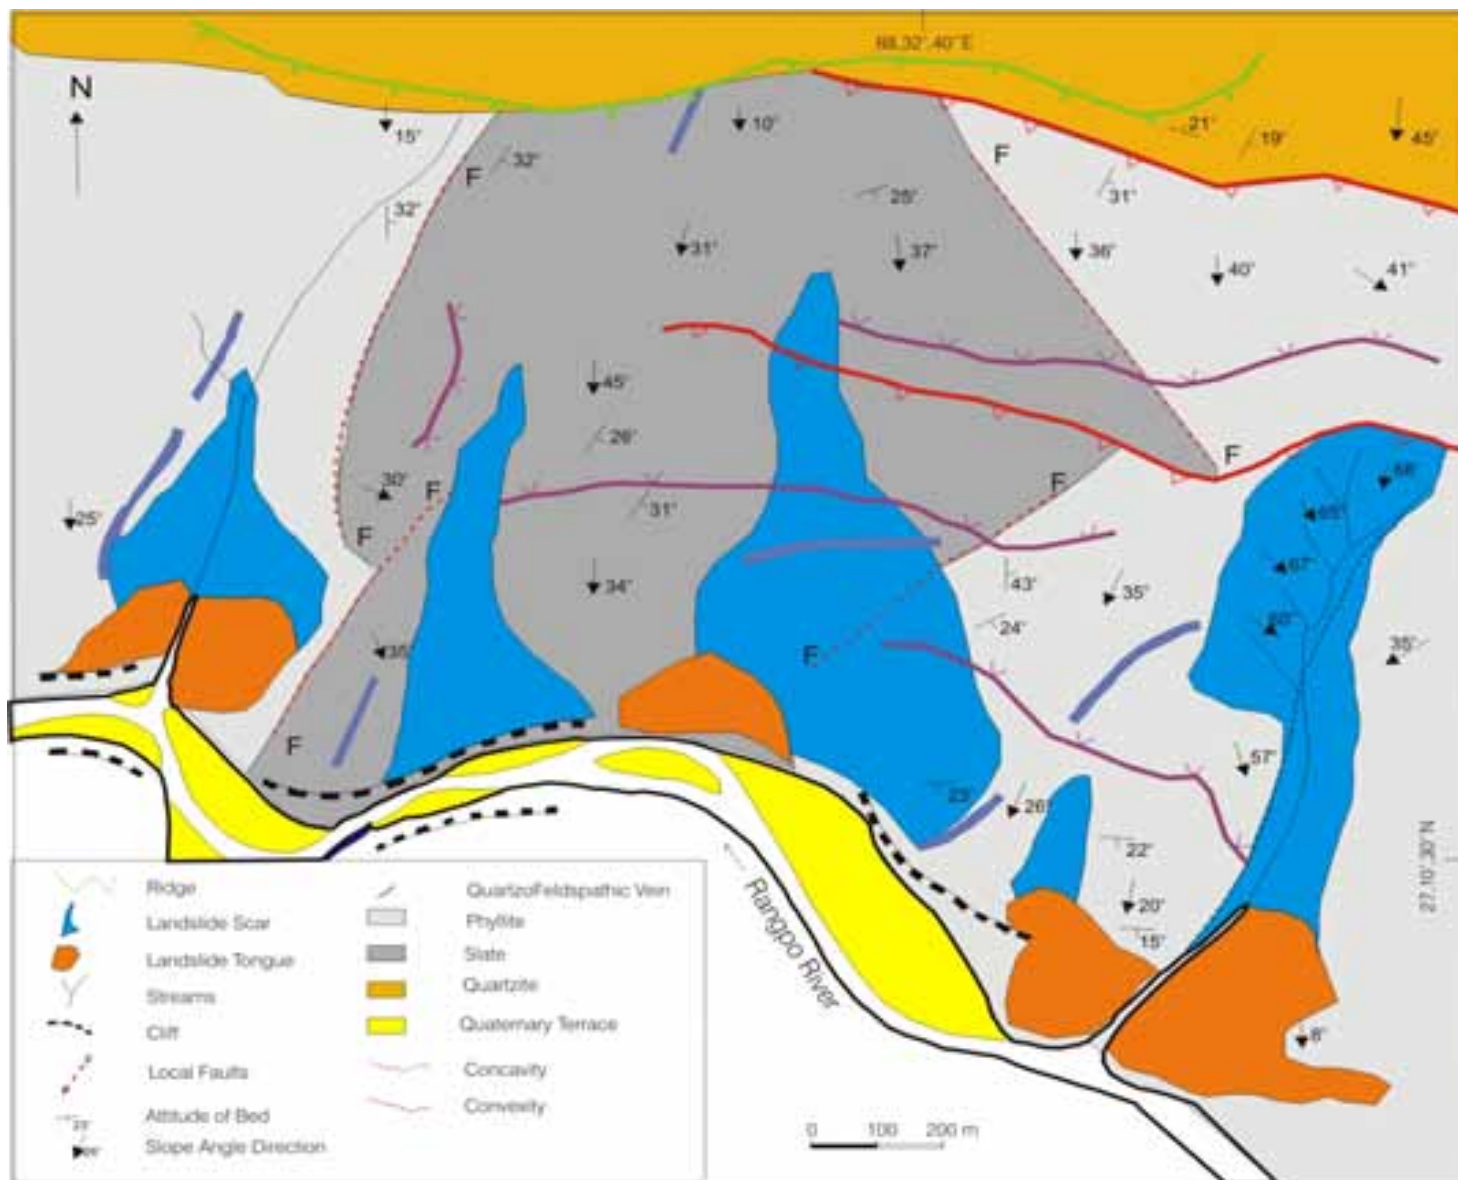 88.32'.40"E
N
15°
10°
21°
19°
45°
F
32°
F
31°
25°
32°
31°
37°
36°
40°
41°
45°
26°
30°
F
31°
F
F
F
25°
34°
43°
35°
24°
35°
F
35°
F
57°
23°
26°
22°
20°
15°
8°
27.10'.30"N
Rangpo River
Ridge
Landslide Scar
Landslide Tongue
Streams
Cliff
Local Faults
Attitude of Bed
23°
Slope Angle Direction
QuartzoFeldspathic Vein
Phyllite
Slate
Quartzite
Quaternary Terrace
Concavity
Convexity
0 100 200 m